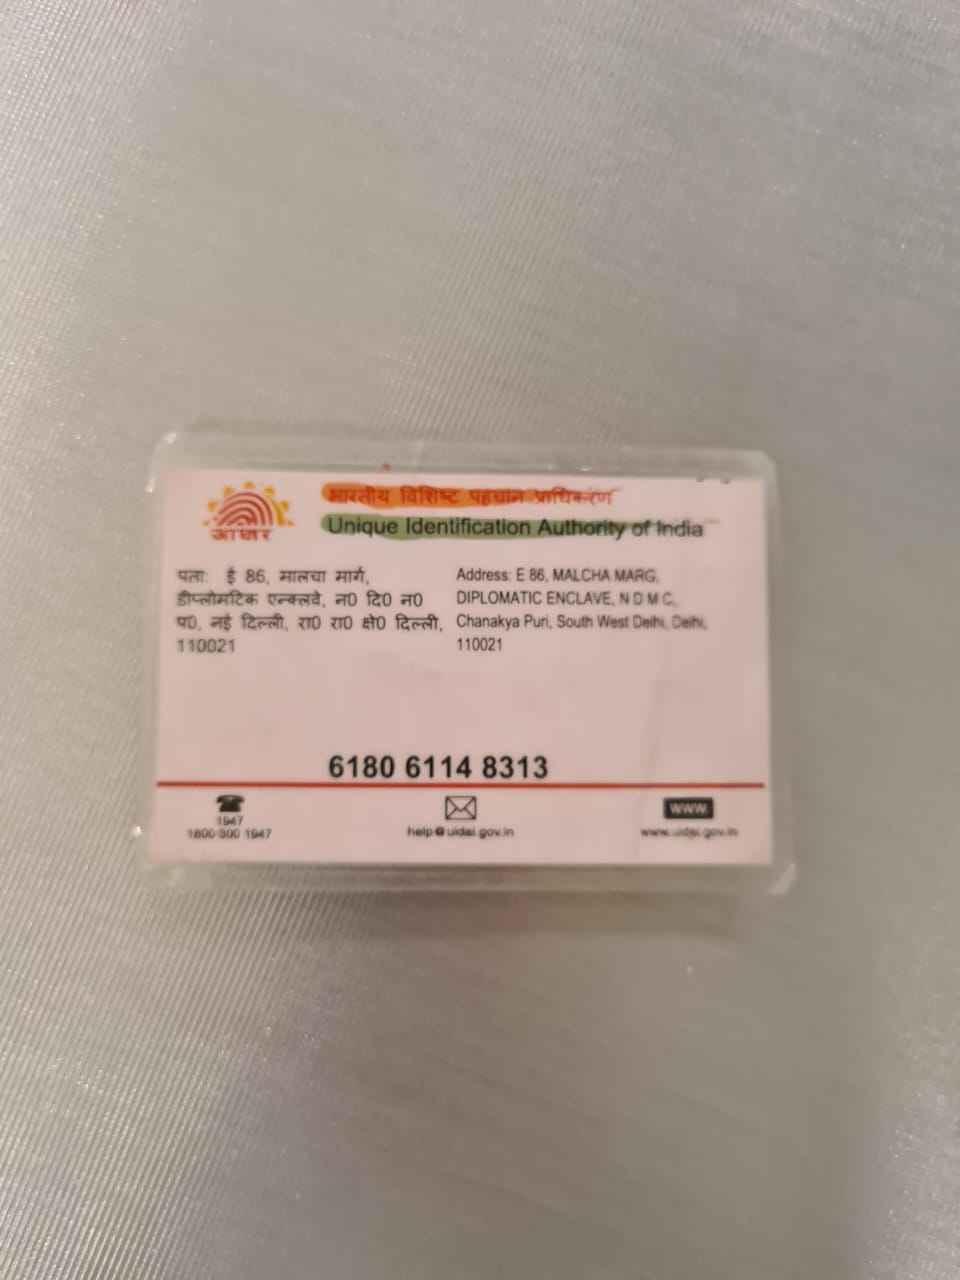 आधार
भारतीय विशिष्ट पहचान प्राधिकरण
Unique Identification Authority of India
पता: ई 86, मालचा मार्ग,
डीप्लोमटिक एन्क्लवे, न0 दि0 न0
प0, नई दिल्ली, रा0 रा0 क्षे0 दिल्ली,
110021
Address: E 86, MALCHA MARG,
DIPLOMATIC ENCLAVE, N D M C,
Chanakya Puri, South West Delhi, Delhi,
110021
6180 6114 8313
1947
1800 300 1947
help@uidai.gov.in
www.
www.uidai.gov.in